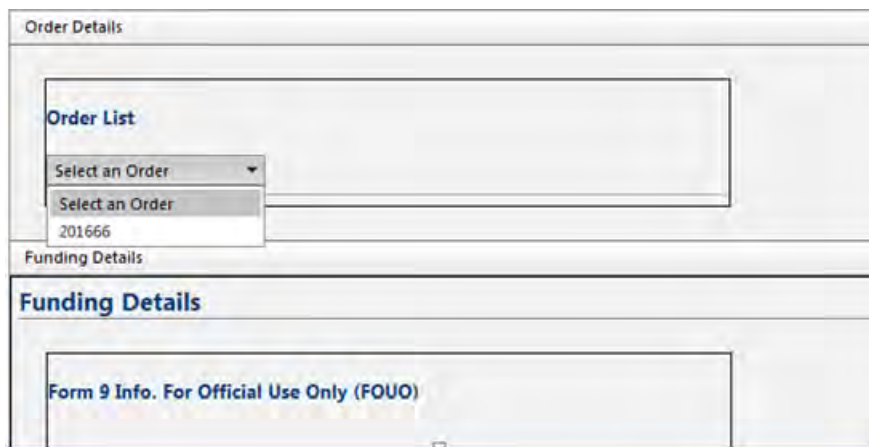 Order Details
Order List
Select an Order
Select an Order
201666
Funding Details
Funding Details
Form 9 Info. For Official Use Only (FOUO)